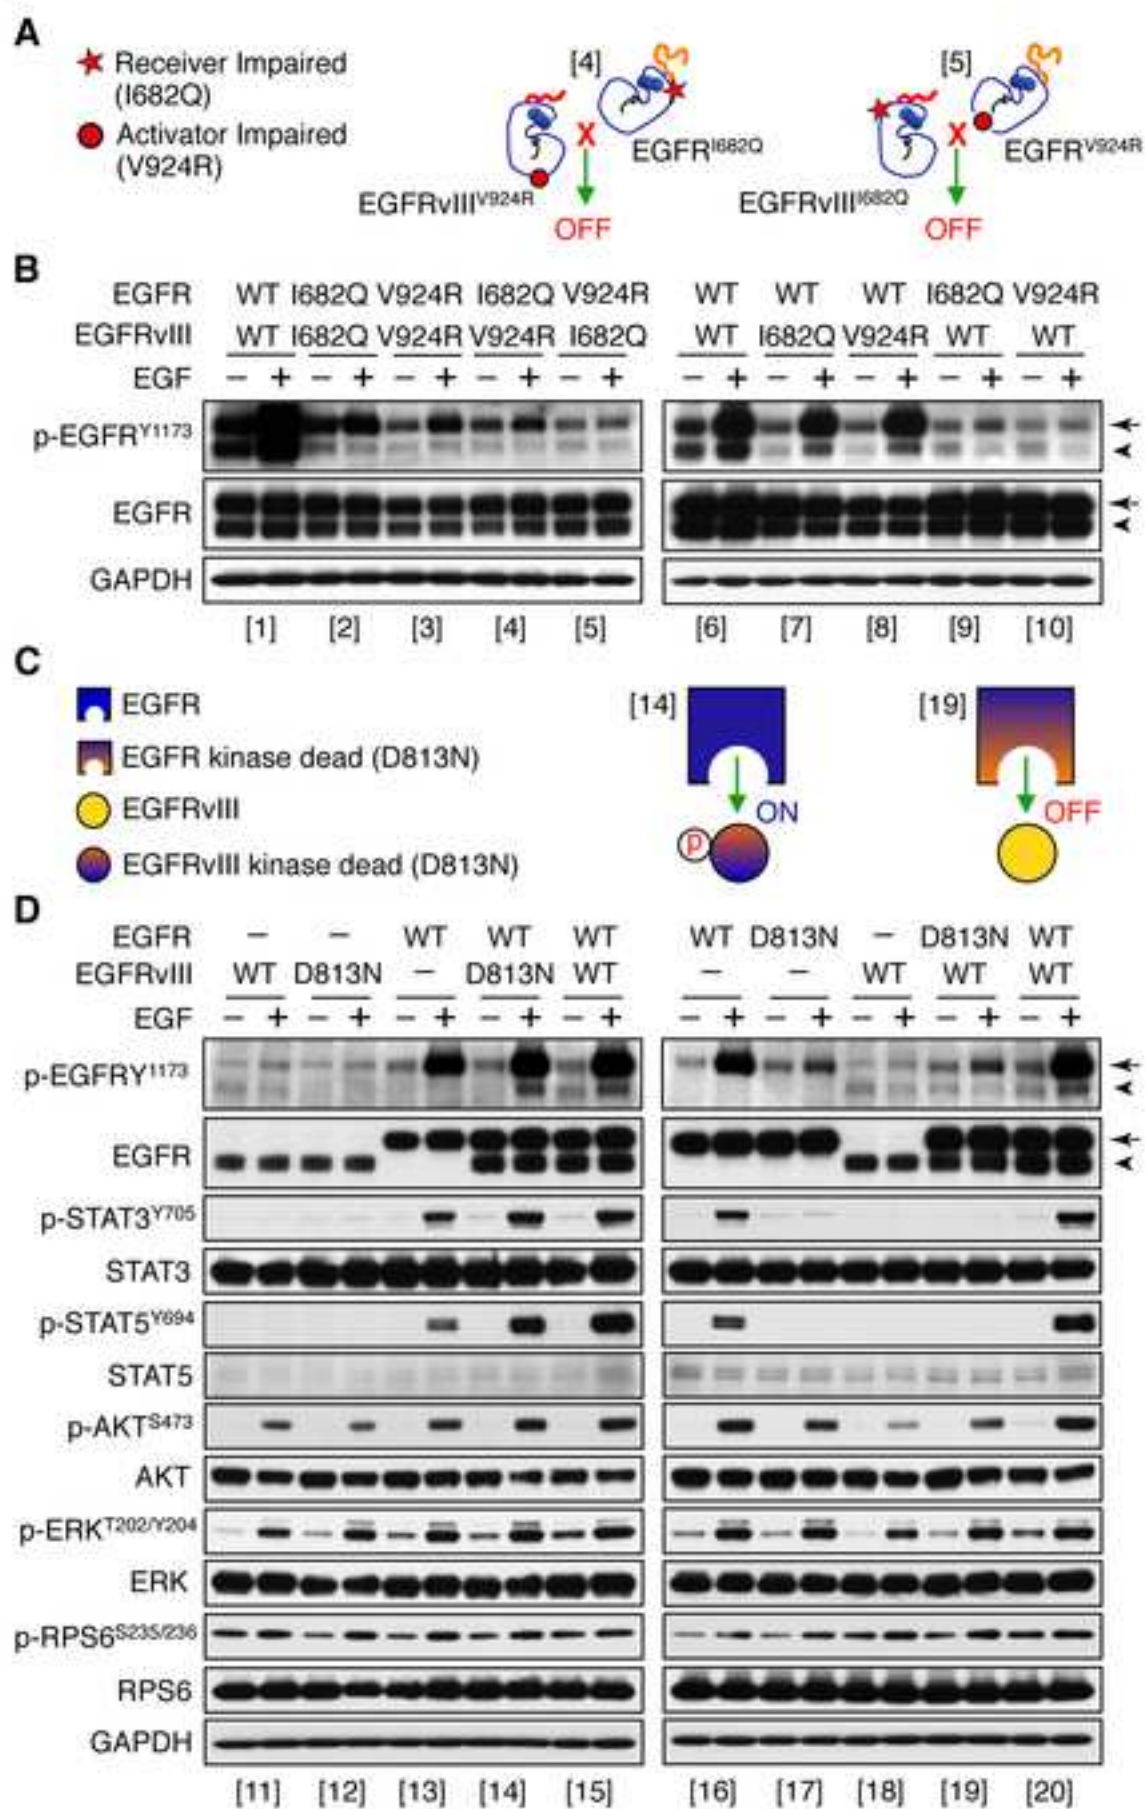 A
Receiver Impaired
(I682Q)
Activator Impaired
(V924R)
[4]
X
EGFR^I682Q
EGFRvIII^V924R
OFF
[5]
X
EGFR^V924R
EGFRvIII^I682Q
OFF
B
EGFR WT I682Q V924R I682Q V924R WT WT WT I682Q V924R
EGFRvIII WT I682Q V924R V924R I682Q WT I682Q V924R WT WT
EGF − + − + − + − + − + − + − + − + − + − +
p-EGFR^Y1173
EGFR
GAPDH
[1] [2] [3] [4] [5] [6] [7] [8] [9] [10]
C
EGFR
EGFR kinase dead (D813N)
EGFRvIII
EGFRvIII kinase dead (D813N)
[14]
ON
p
[19]
OFF
D
EGFR − − WT WT WT WT D813N − D813N WT
EGFRvIII WT D813N − D813N WT − − WT WT WT
EGF − + − + − + − + − + − + − + − + − + − +
p-EGFRY^1173
EGFR
p-STAT3^Y705
STAT3
p-STAT5^Y694
STAT5
p-AKT^S473
AKT
p-ERK^T202/Y204
ERK
p-RPS6^S235/236
RPS6
GAPDH
[11] [12] [13] [14] [15] [16] [17] [18] [19] [20]